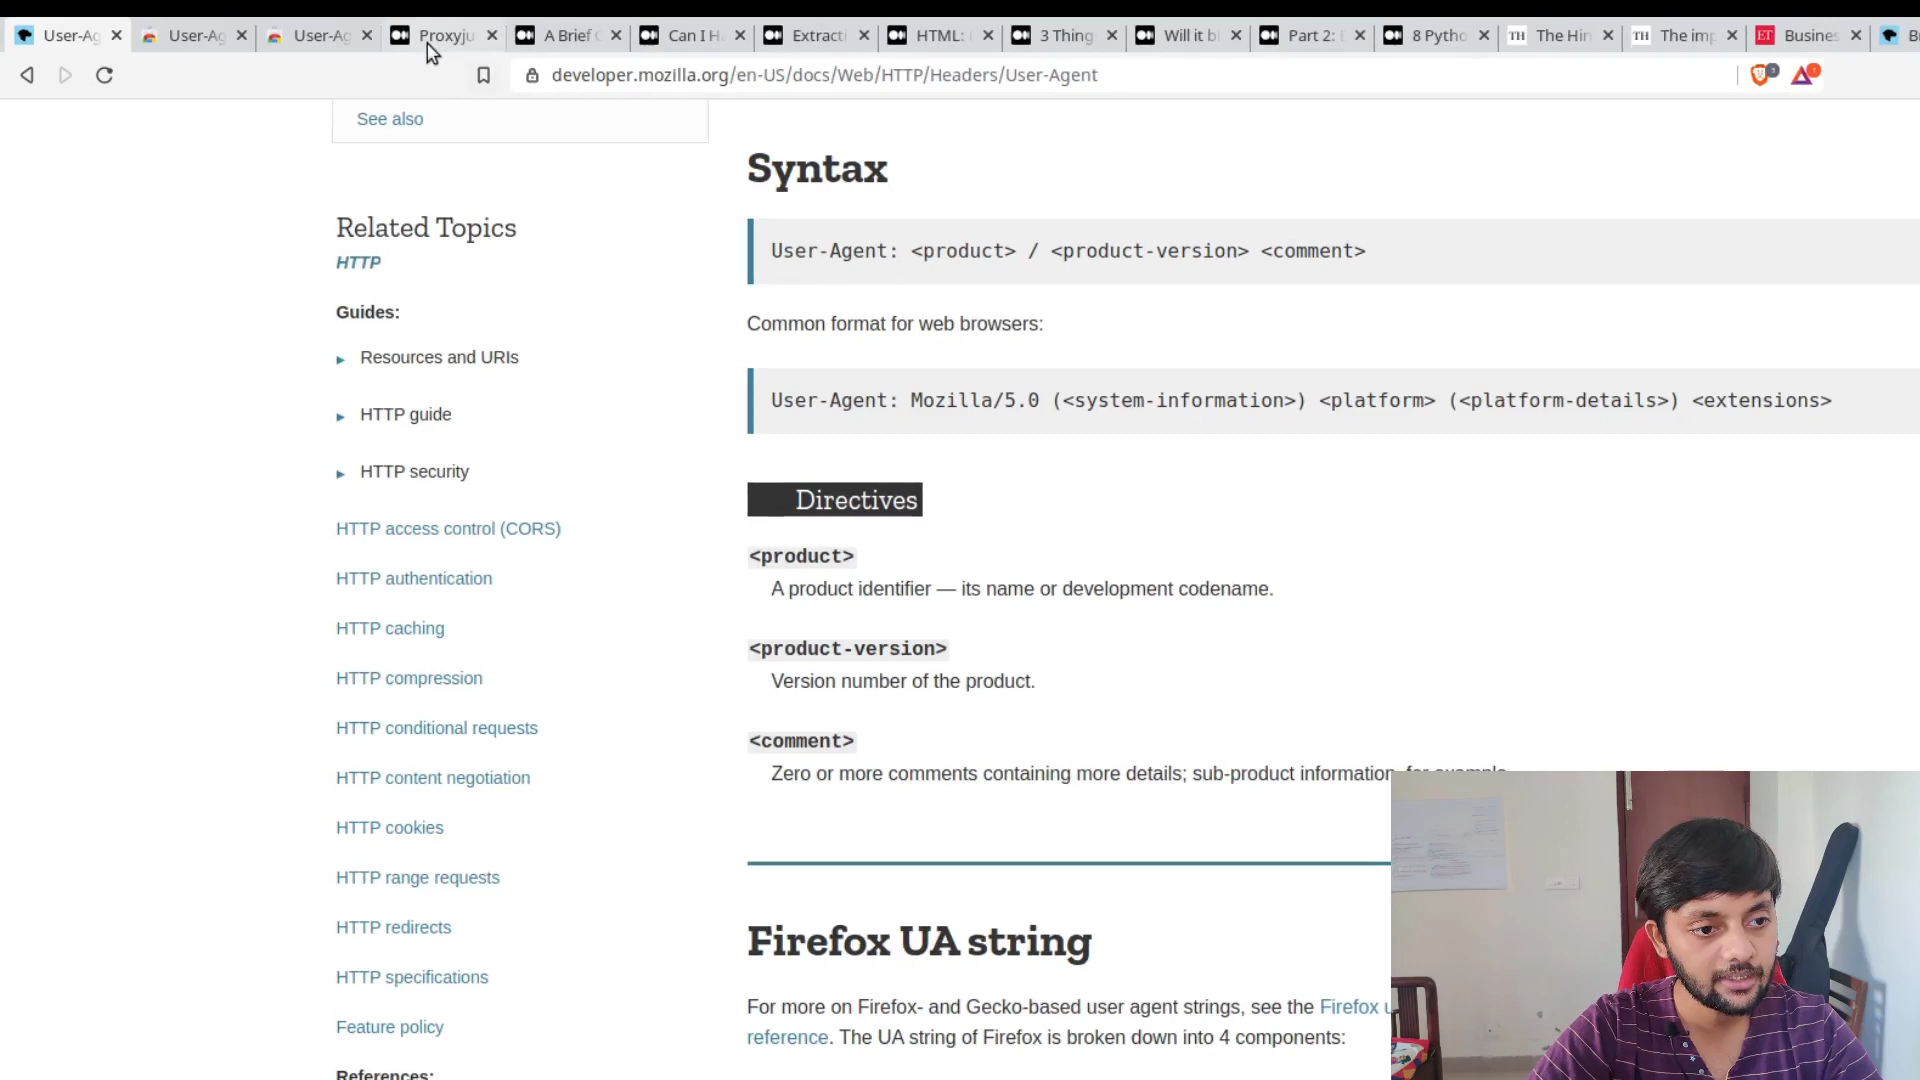 User-Ag
User-Ag
User-Ag
Proxyju
A Brief
Can I H
Extracti
HTML:
3 Thing
Will it b
Part 2:
8 Pytho
TH The Hin
TH The imp
ET Busines
developer.mozilla.org/en-US/docs/Web/HTTP/Headers/User-Agent
See also
Related Topics
HTTP
Guides:
Resources and URIs
HTTP guide
HTTP security
HTTP access control (CORS)
HTTP authentication
HTTP caching
HTTP compression
HTTP conditional requests
HTTP content negotiation
HTTP cookies
HTTP range requests
HTTP redirects
HTTP specifications
Feature policy
References:
Syntax
User-Agent: <product> / <product-version> <comment>
Common format for web browsers:
User-Agent: Mozilla/5.0 (<system-information>) <platform> (<platform-details>) <extensions>
Directives
<product>
A product identifier — its name or development codename.
<product-version>
Version number of the product.
<comment>
Zero or more comments containing more details; sub-product information, for example.
Firefox UA string
For more on Firefox- and Gecko-based user agent strings, see the Firefox
reference. The UA string of Firefox is broken down into 4 components: